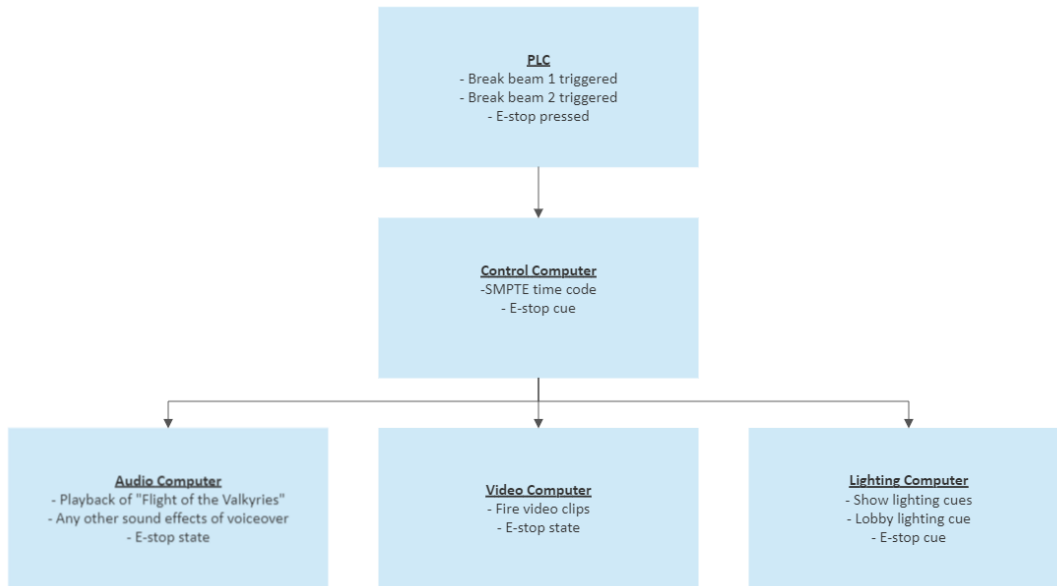 PLC
- Break beam 1 triggered
- Break beam 2 triggered
- E-stop pressed
Control Computer
-SMPTE time code
- E-stop cue
Audio Computer
- Playback of "Flight of the Valkyries"
- Any other sound effects of voiceover
- E-stop state
Video Computer
- Fire video clips
- E-stop state
Lighting Computer
- Show lighting cues
- Lobby lighting cue
- E-stop cue